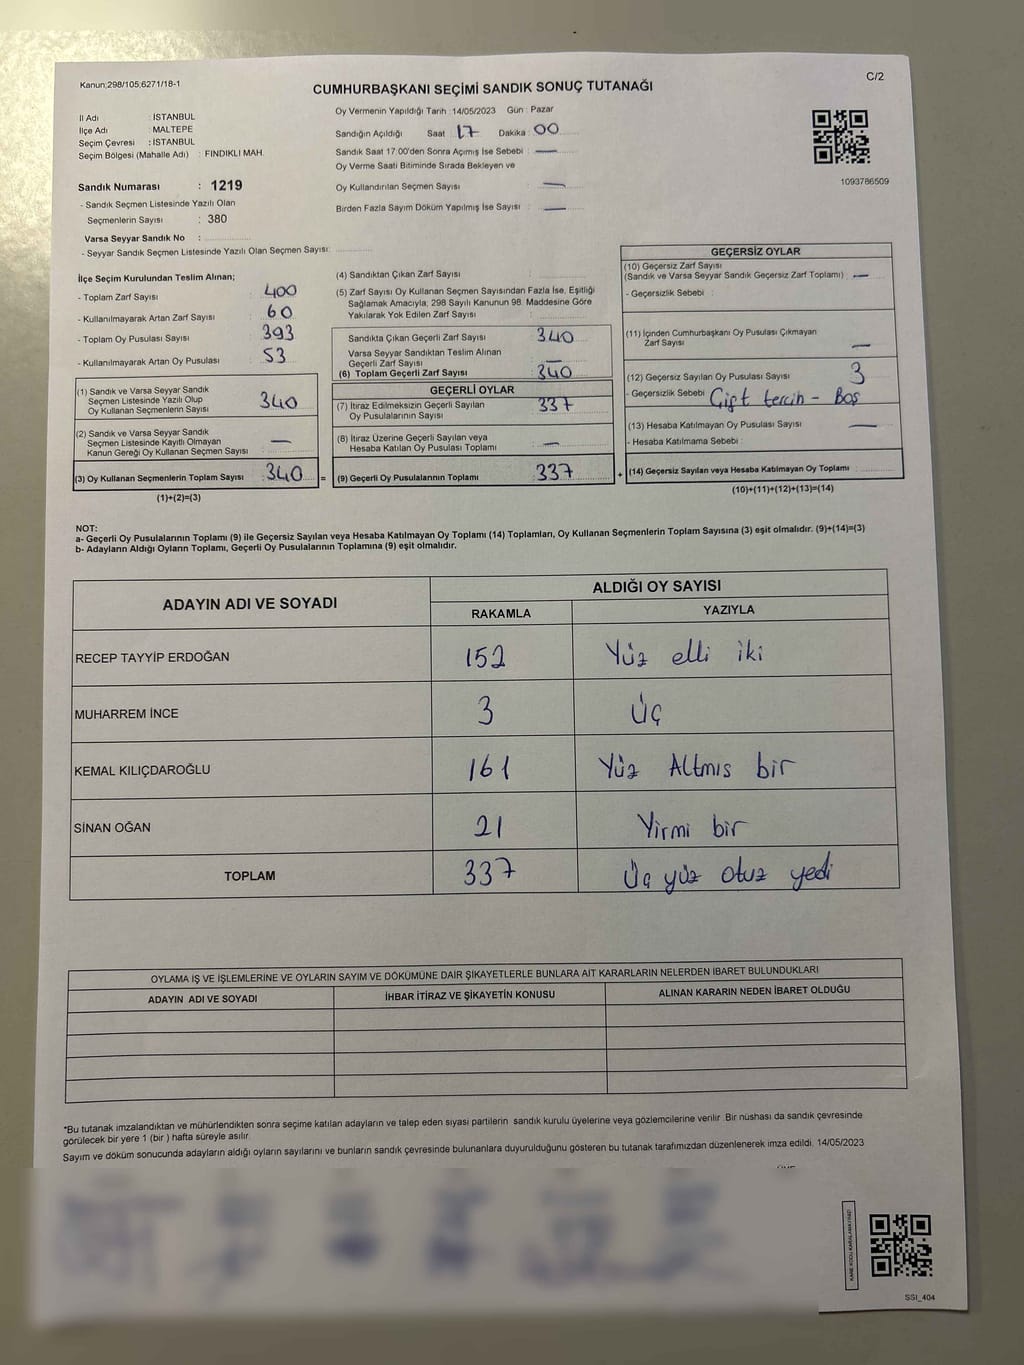 Kanun;298/105;6271/18-1
C/2
CUMHURBAŞKANI SEÇİMİ SANDIK SONUÇ TUTANAĞI
İl Adı : İSTANBUL
İlçe Adı : MALTEPE
Seçim Çevresi : İSTANBUL
Seçim Bölgesi (Mahalle Adı) : FINDIKLI MAH.
Sandık Numarası : 1219
- Sandık Seçmen Listesinde Yazılı Olan
Seçmenlerin Sayısı : 380
Varsa Seyyar Sandık No :
- Seyyar Sandık Seçmen Listesinde Yazılı Olan Seçmen Sayısı:
Oy Vermenin Yapıldığı Tarih : 14/05/2023 Gün : Pazar
Sandığın Açıldığı Saat : 17 Dakika : 00
Sandık Saat 17:00'den Sonra Açımış İse Sebebi : —
Oy Verme Saati Bitiminde Sırada Bekleyen ve
Oy Kullandırılan Seçmen Sayısı : —
Birden Fazla Sayım Döküm Yapılmış İse Sayısı : —
1093786509
İlçe Seçim Kurulundan Teslim Alınan;
- Toplam Zarf Sayısı : 400
- Kullanılmayarak Artan Zarf Sayısı : 60
- Toplam Oy Pusulası Sayısı : 393
- Kullanılmayarak Artan Oy Pusulası : 53
(1) Sandık ve Varsa Seyyar Sandık
Seçmen Listesinde Yazılı Olup
Oy Kullanan Seçmenlerin Sayısı : 340
(2) Sandık ve Varsa Seyyar Sandık
Seçmen Listesinde Kayıtlı Olmayan
Kanun Gereği Oy Kullanan Seçmen Sayısı : —
(3) Oy Kullanan Seçmenlerin Toplam Sayısı : 340 =
(1)+(2)=(3)
(4) Sandıktan Çıkan Zarf Sayısı :
(5) Zarf Sayısı Oy Kullanan Seçmen Sayısından Fazla İse, Eşitliği
Sağlamak Amacıyla; 298 Sayılı Kanunun 98. Maddesine Göre
Yakılarak Yok Edilen Zarf Sayısı :
Sandıkta Çıkan Geçerli Zarf Sayısı : 340
Varsa Seyyar Sandıktan Teslim Alınan
Geçerli Zarf Sayısı : —
(6) Toplam Geçerli Zarf Sayısı : 340
GEÇERLİ OYLAR
(7) İtiraz Edilmeksizin Geçerli Sayılan
Oy Pusulalarının Sayısı : 337
(8) İtiraz Üzerine Geçerli Sayılan veya
Hesaba Katılan Oy Pusulası Toplamı : —
(9) Geçerli Oy Pusulalarının Toplamı : 337 +
GEÇERSİZ OYLAR
(10) Geçersiz Zarf Sayısı
(Sandık ve Varsa Seyyar Sandık Geçersiz Zarf Toplamı) : —
- Geçersizlik Sebebi :
(11) İçinden Cumhurbaşkanı Oy Pusulası Çıkmayan
Zarf Sayısı : —
(12) Geçersiz Sayılan Oy Pusulası Sayısı : 3
- Geçersizlik Sebebi : Çift tercih - Boş
(13) Hesaba Katılmayan Oy Pusulası Sayısı : —
- Hesaba Katılmama Sebebi :
(14) Geçersiz Sayılan veya Hesaba Katılmayan Oy Toplamı :
(10)+(11)+(12)+(13)=(14)
NOT:
a- Geçerli Oy Pusulalarının Toplamı (9) ile Geçersiz Sayılan veya Hesaba Katılmayan Oy Toplamı (14) Toplamları, Oy Kullanan Seçmenlerin Toplam Sayısına (3) eşit olmalıdır. (9)+(14)=(3)
b- Adayların Aldığı Oyların Toplamı, Geçerli Oy Pusulalarının Toplamına (9) eşit olmalıdır.
ADAYIN ADI VE SOYADI ALDIĞI OY SAYISI
RAKAMLA YAZIYLA
RECEP TAYYİP ERDOĞAN 152 Yüz elli iki
MUHARREM İNCE 3 Üç
KEMAL KILIÇDAROĞLU 161 Yüz Altmıs bir
SİNAN OĞAN 21 Yirmi bir
TOPLAM 337 Üç yüz otuz yedi
OYLAMA İŞ VE İŞLEMLERİNE VE OYLARIN SAYIM VE DÖKÜMÜNE DAİR ŞİKAYETLERLE BUNLARA AİT KARARLARIN NELERDEN İBARET BULUNDUKLARI
ADAYIN ADI VE SOYADI İHBAR İTİRAZ VE ŞİKAYETİN KONUSU ALINAN KARARIN NEDEN İBARET OLDUĞU
*Bu tutanak imzalandıktan ve mühürlendikten sonra seçime katılan adayların ve talep eden siyasi partilerin sandık kurulu üyelerine veya gözlemcilerine verilir. Bir nüshası da sandık çevresinde
görülecek bir yere 1 (bir ) hafta süreyle asılır.
Sayım ve döküm sonucunda adayların aldığı oyların sayılarını ve bunların sandık çevresinde bulunanlara duyurulduğunu gösteren bu tutanak tarafımızdan düzenlenerek imza edildi. 14/05/2023
KARE KODU KARALAMAYINIZ!
SSI_404